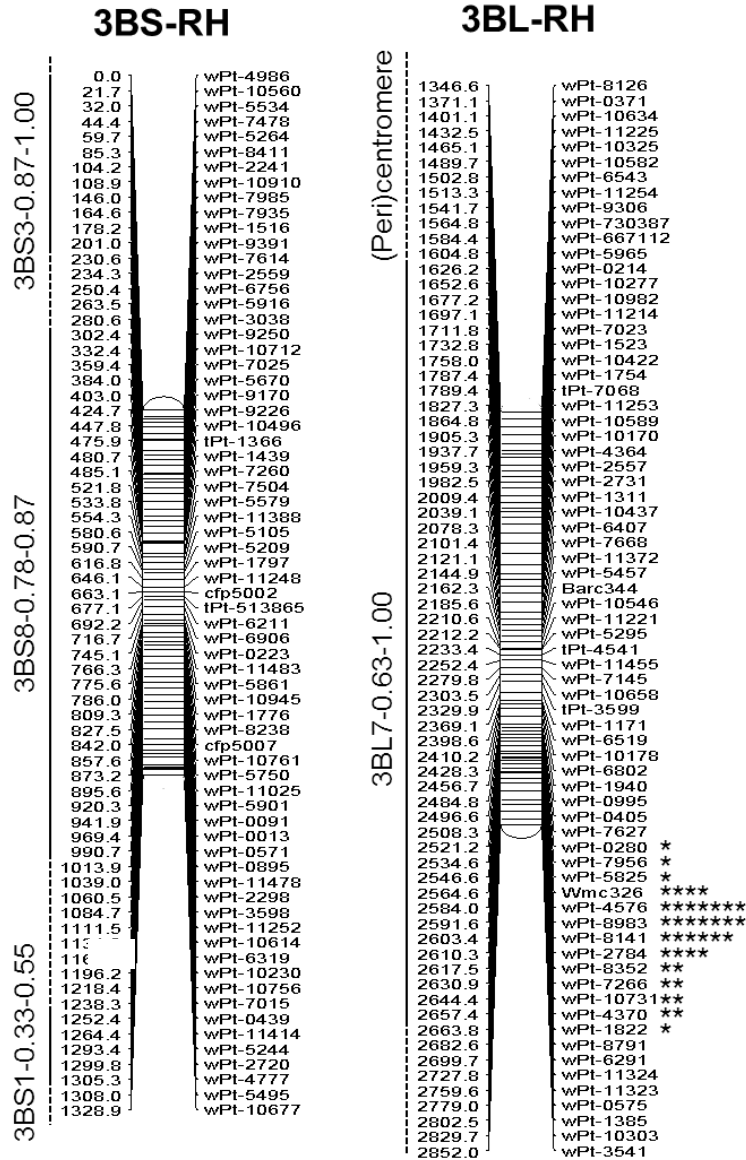 3BS-RH
3BS3-0.87-1.00
3BS8-0.78-0.87
3BS1-0.33-0.55
0.0 wPt-4986
21.7 wPt-10560
32.0 wPt-5534
44.4 wPt-7478
59.7 wPt-5264
85.3 wPt-8411
104.2 wPt-2241
108.9 wPt-10910
146.0 wPt-7985
164.6 wPt-7935
178.2 wPt-1516
201.0 wPt-9391
230.6 wPt-7614
234.3 wPt-2559
250.4 wPt-6756
263.5 wPt-5916
280.6 wPt-3038
302.4 wPt-9250
332.4 wPt-10712
359.4 wPt-7025
384.0 wPt-5670
403.0 wPt-9170
424.7 wPt-9226
447.8 wPt-10496
475.9 tPt-1366
480.7 wPt-1439
485.1 wPt-7260
521.8 wPt-7504
533.8 wPt-5579
554.3 wPt-11388
580.6 wPt-5105
590.7 wPt-5209
616.8 wPt-1797
646.1 wPt-11248
663.1 cfp5002
677.1 tPt-513865
692.2 wPt-6211
716.7 wPt-6906
745.1 wPt-0223
766.3 wPt-11483
775.6 wPt-5861
786.0 wPt-10945
809.3 wPt-1776
827.5 wPt-8238
842.0 cfp5007
857.6 wPt-10761
873.2 wPt-5750
895.6 wPt-11025
920.3 wPt-5901
941.9 wPt-0091
969.4 wPt-0013
990.7 wPt-0571
1013.9 wPt-0895
1039.0 wPt-11478
1060.5 wPt-2298
1084.7 wPt-3598
1111.5 wPt-11252
wPt-10614
wPt-6319
1196.2 wPt-10230
1218.4 wPt-10756
1238.3 wPt-7015
1252.4 wPt-0439
1264.4 wPt-11414
1293.4 wPt-5244
1299.8 wPt-2720
1305.3 wPt-4777
1308.0 wPt-5495
1328.9 wPt-10677
3BL-RH
(Peri)centromere
3BL7-0.63-1.00
1346.6 wPt-8126
1371.1 wPt-0371
1401.1 wPt-10634
1432.5 wPt-11225
1465.1 wPt-10325
1489.7 wPt-10582
1502.8 wPt-6543
1513.3 wPt-11254
1541.7 wPt-9306
1564.8 wPt-730387
1584.4 wPt-667112
1604.8 wPt-5965
1626.2 wPt-0214
1652.6 wPt-10277
1677.2 wPt-10982
1697.1 wPt-11214
1711.8 wPt-7023
1732.8 wPt-1523
1758.0 wPt-10422
1787.4 wPt-1754
1789.4 tPt-7068
1827.3 wPt-11253
1864.8 wPt-10589
1905.3 wPt-10170
1937.7 wPt-4364
1959.3 wPt-2557
1982.5 wPt-2731
2009.4 wPt-1311
2039.1 wPt-10437
2078.3 wPt-6407
2101.4 wPt-7668
2121.1 wPt-11372
2144.9 wPt-5457
2162.3 Barc344
2185.6 wPt-10546
2210.6 wPt-11221
2212.2 wPt-5295
2233.4 tPt-4541
2252.4 wPt-11455
2279.8 wPt-7145
2303.5 wPt-10658
2329.9 tPt-3599
2369.1 wPt-1171
2398.6 wPt-6519
2410.2 wPt-10178
2428.3 wPt-6802
2456.7 wPt-1940
2484.8 wPt-0995
2496.6 wPt-0405
2508.3 wPt-7627
2521.2 wPt-0280 *
2534.6 wPt-7956 *
2546.6 wPt-5825 *
2564.6 Wmc326 ****
2584.0 wPt-4576 *******
2591.6 wPt-8983 *******
2603.4 wPt-8141 ******
2610.3 wPt-2784 ****
2617.5 wPt-8352 **
2630.9 wPt-7266 **
2644.4 wPt-10731 **
2657.4 wPt-4370 **
2663.8 wPt-1822 *
2682.6 wPt-8791
2699.7 wPt-6291
2727.8 wPt-11324
2759.6 wPt-11323
2779.0 wPt-0575
2802.5 wPt-1385
2829.7 wPt-10303
2852.0 wPt-3541